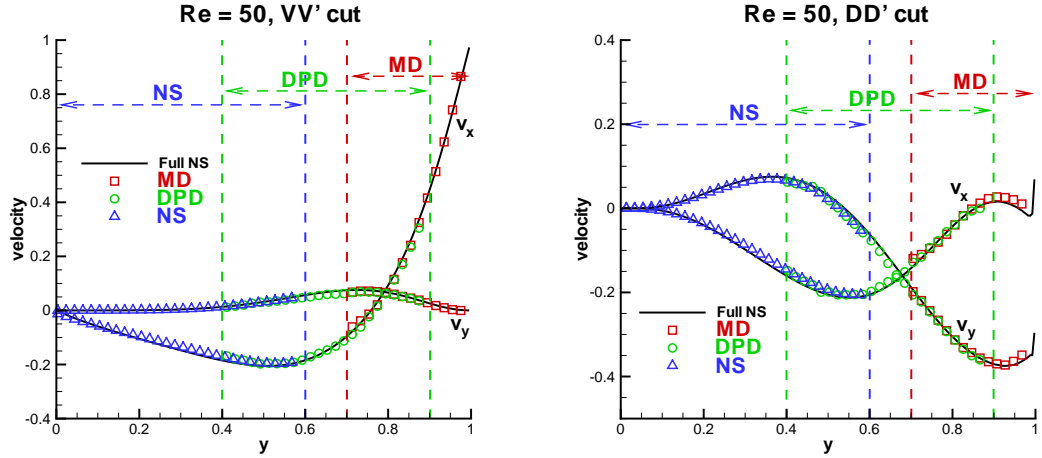 Re = 50, VV' cut
1
0.8
0.6
0.4
0.2
0
-0.2
-0.4
velocity
MD
DPD
NS
v_x
Full NS
MD
DPD
NS
v_y
0 0.2 0.4 0.6 0.8 1
y
Re = 50, DD' cut
0.4
0.2
0
-0.2
-0.4
velocity
MD
DPD
NS
v_x
Full NS
MD
DPD
NS
v_y
0 0.2 0.4 0.6 0.8 1
y